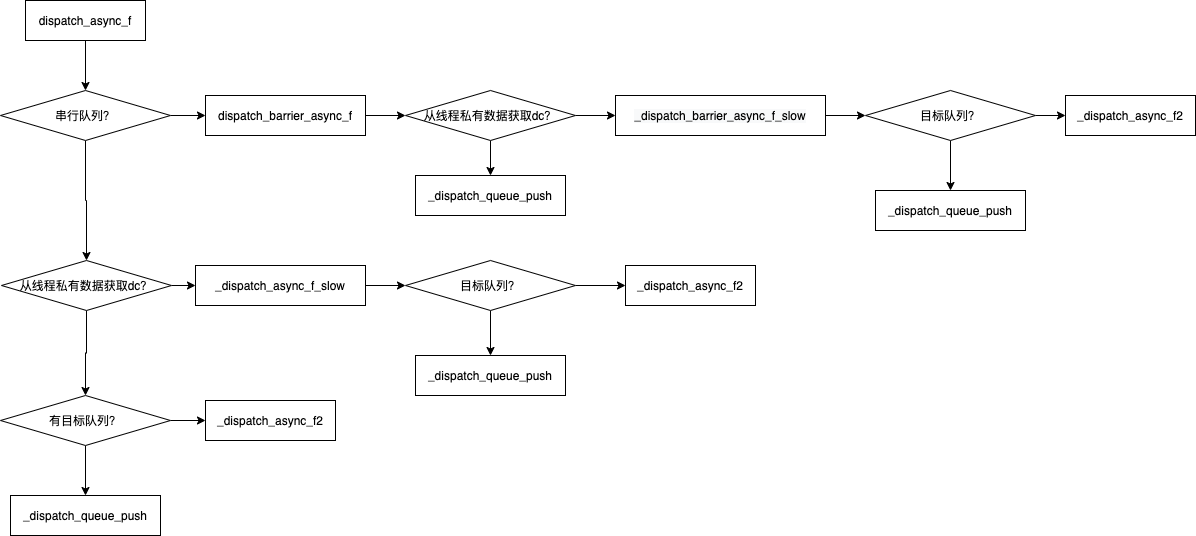 dispatch_async_f
串行队列?
dispatch_barrier_async_f
从线程私有数据获取dc?
_dispatch_barrier_async_f_slow
目标队列?
_dispatch_async_f2
_dispatch_queue_push
_dispatch_queue_push
从线程私有数据获取dc?
_dispatch_async_f_slow
目标队列?
_dispatch_async_f2
_dispatch_queue_push
有目标队列?
_dispatch_async_f2
_dispatch_queue_push